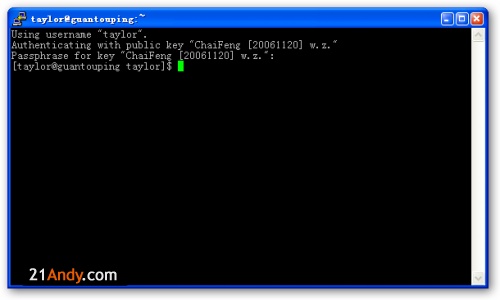 taylor@guantouping:~
Using username "taylor".
Authenticating with public key "ChaiFeng [20061120] w.z."
Passphrase for key "ChaiFeng [20061120] w.z.":
[taylor@guantouping taylor]$
21Andy.com